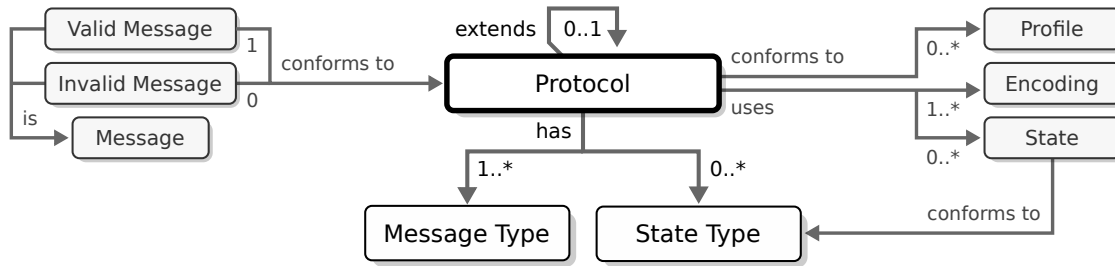 Valid Message
1
Invalid Message
0
is
Message
conforms to
extends
0..1
Protocol
has
1..*
0..*
Message Type
State Type
conforms to
uses
0..*
Profile
1..*
Encoding
0..*
State
conforms to